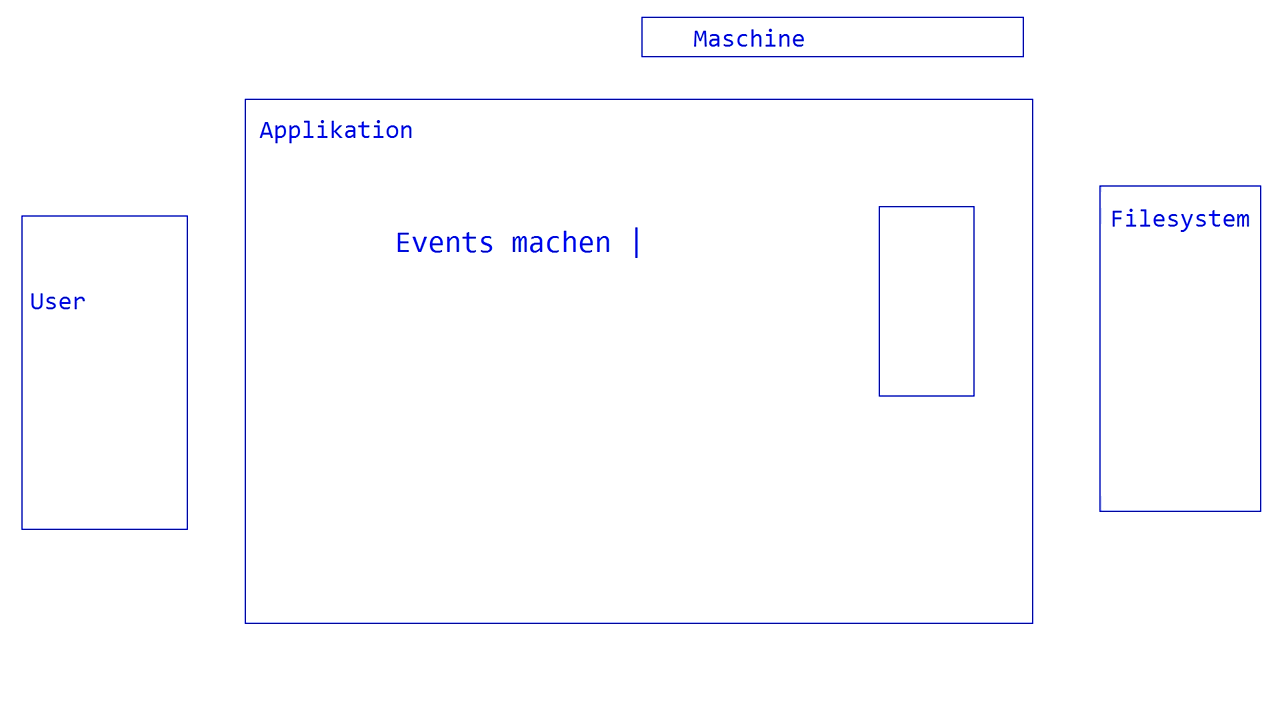 Maschine
Applikation
Filesystem
Events machen |
User